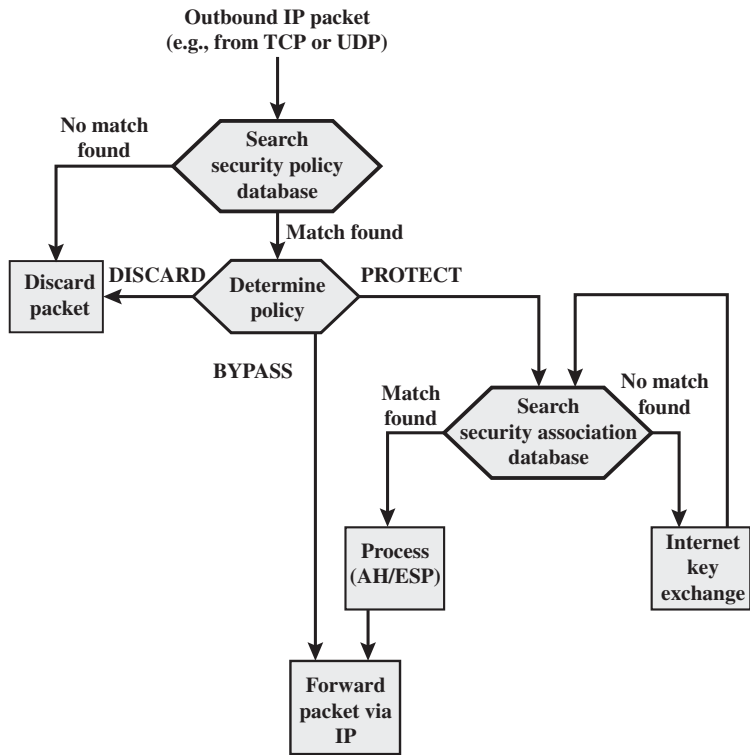 Outbound IP packet
(e.g., from TCP or UDP)
No match
found
Search
security policy
database
Match found
Discard
packet
DISCARD
Determine
policy
PROTECT
BYPASS
Match
found
Search
security association
database
No match
found
Process
(AH/ESP)
Internet
key
exchange
Forward
packet via
IP